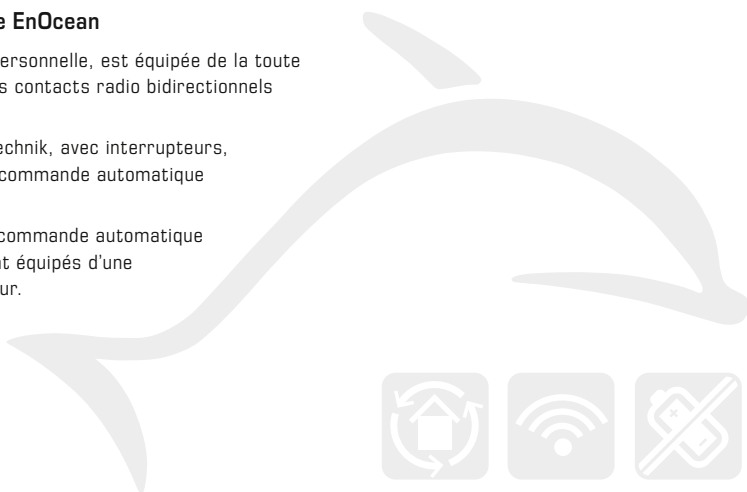 e EnOcean
ersonnelle, est équipée de la toute
s contacts radio bidirectionnels
echnik, avec interrupteurs,
commande automatique
commande automatique
t équipés d'une
ur.